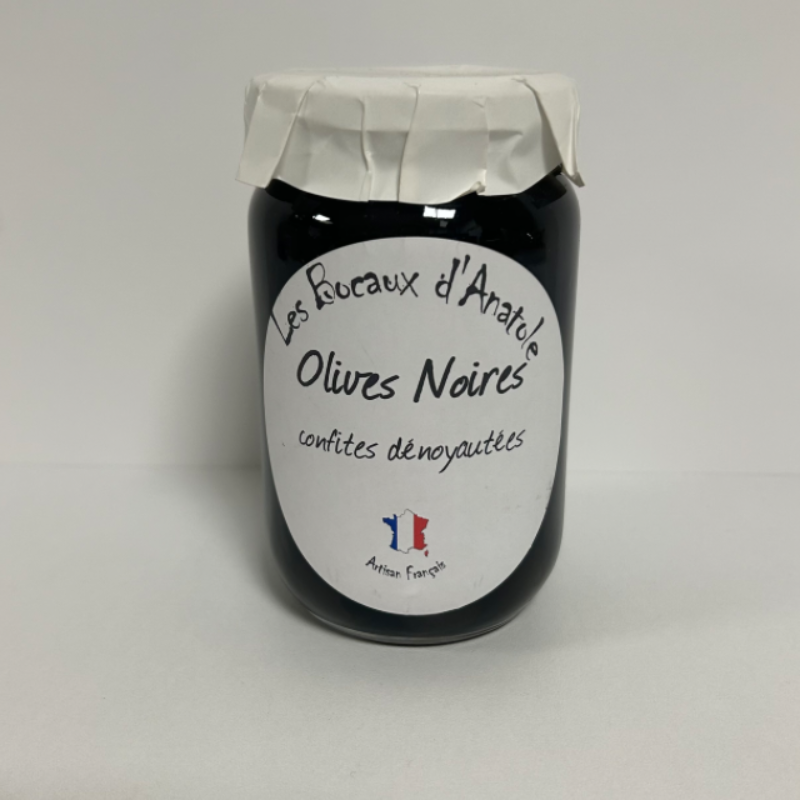 Les Bocaux d'Anatole
Olives Noires
confites dénoyautées
Artisan Français